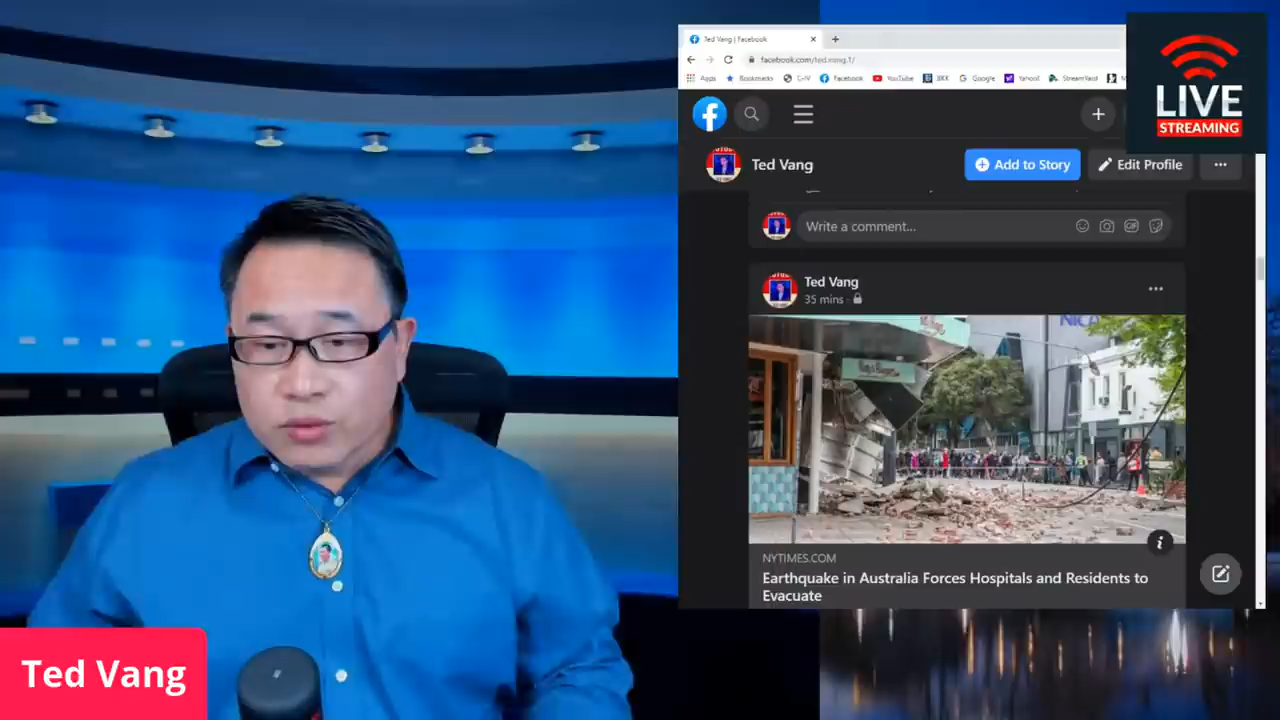 Ted Vang | Facebook
facebook.com/ted.vang.1/
Apps Bookmarks Facebook YouTube BKK Google Yahoo! StreamYard
LIVE
STREAMING
Ted Vang
Add to Story
Edit Profile
Write a comment...
Ted Vang
35 mins
NYTIMES.COM
Earthquake in Australia Forces Hospitals and Residents to
Evacuate
Ted Vang